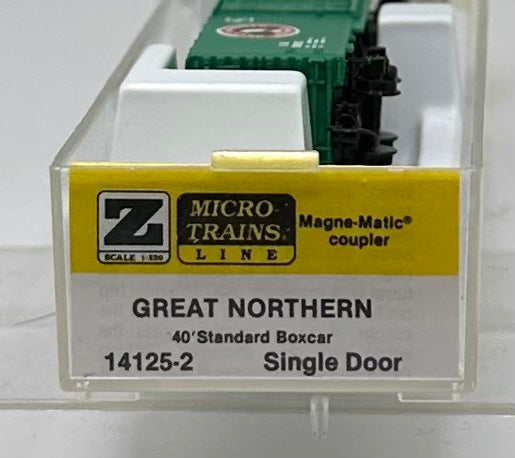 Z
SCALE 1:220
MICRO-
TRAINS®
LINE
Magne-Matic®
coupler
GREAT NORTHERN
40'Standard Boxcar
14125-2 Single Door